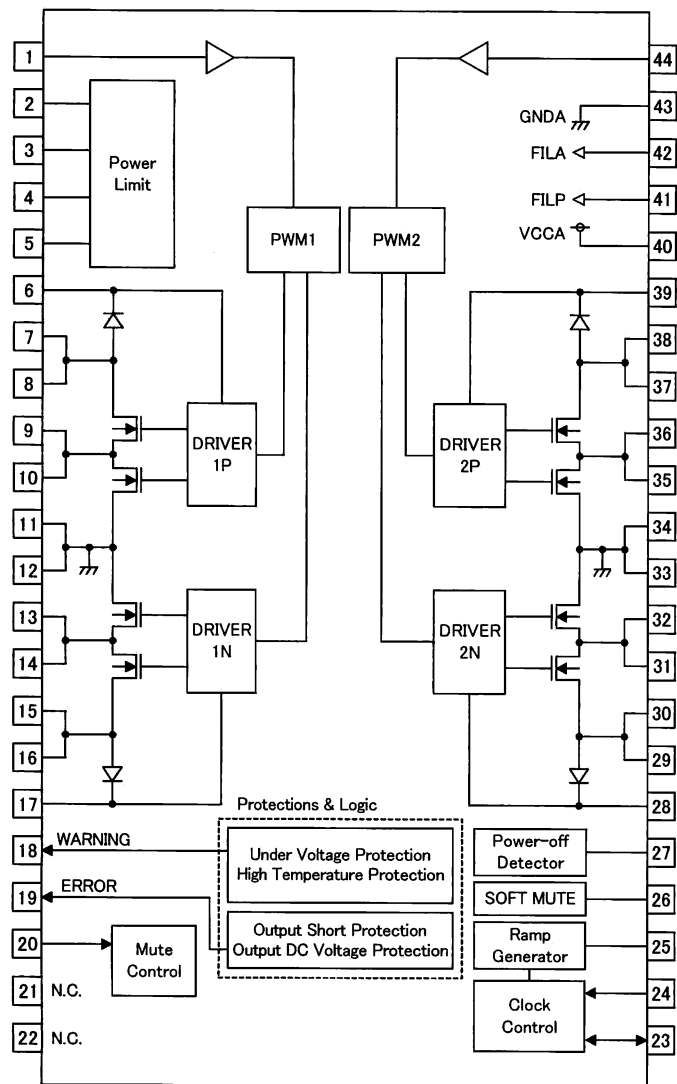 1
44
2
43
GNDA
3
Power
Limit
FILA
42
4
FILP
41
5
PWM1
PWM2
VCCA
40
6
39
7
38
8
37
9
DRIVER
1P
DRIVER
2P
36
10
35
11
34
12
33
13
DRIVER
1N
DRIVER
2N
32
14
31
15
30
16
29
17
Protections & Logic
28
18
WARNING
Under Voltage Protection
High Temperature Protection
Power-off
Detector
27
19
ERROR
SOFT MUTE
26
Output Short Protection
Output DC Voltage Protection
20
Mute
Control
Ramp
Generator
25
21
N.C.
Clock
Control
24
22
N.C.
23